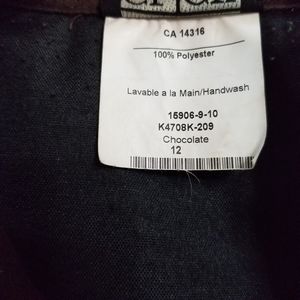 CA 14316
100% Polyester
Lavable a la Main/Handwash
15906-9-10
K4708K-209
Chocolate
12